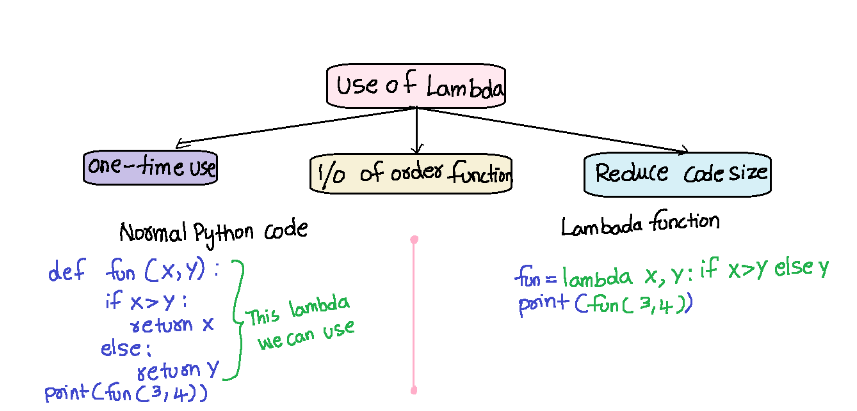 Use of Lambda
one-time use
I/O of order function
Reduce code size
Normal Python code
def fun (x,y) :
if x>y :
return x
else:
return y
print(fun(3,4))
This lambda
we can use
Lambada function
fun = lambda x, y: if x>y else y
print (fun( 3,4))